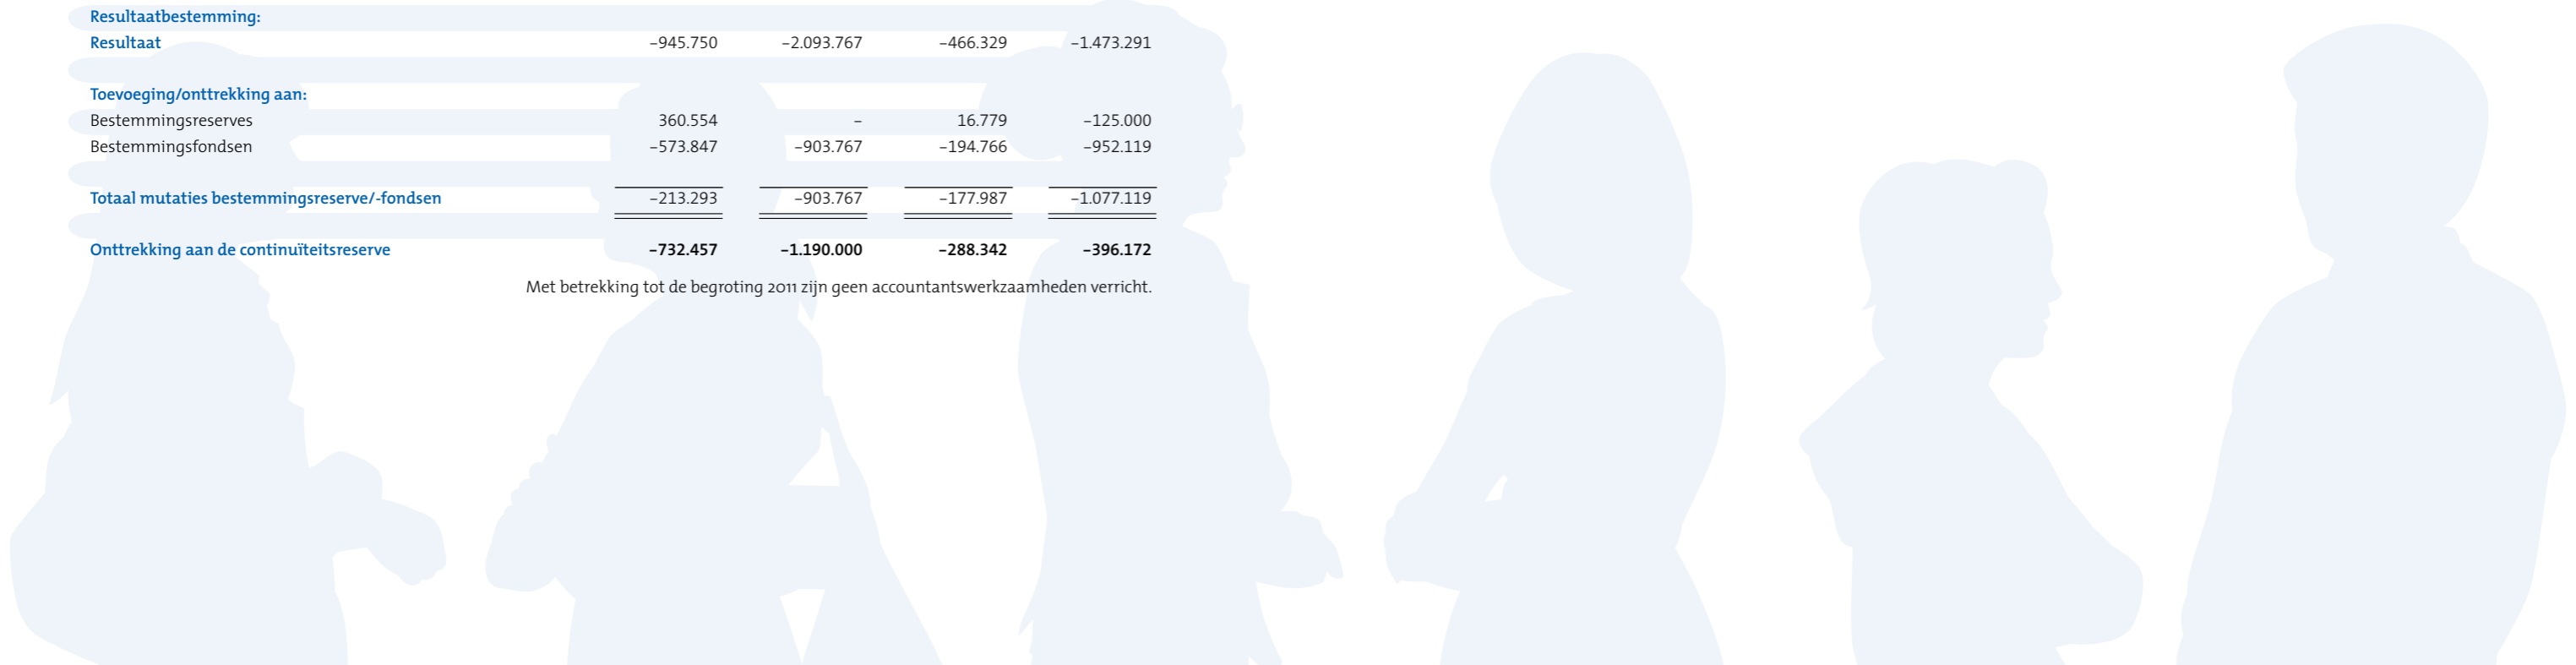 Resultaatbestemming:
Resultaat –945.750 –2.093.767 –466.329 –1.473.291
Toevoeging/onttrekking aan:
Bestemmingsreserves 360.554 – 16.779 –125.000
Bestemmingsfondsen –573.847 –903.767 –194.766 –952.119
Totaal mutaties bestemmingsreserve/-fondsen –213.293 –903.767 –177.987 –1.077.119
Onttrekking aan de continuïteitsreserve –732.457 –1.190.000 –288.342 –396.172
Met betrekking tot de begroting 2011 zijn geen accountantswerkzaamheden verricht.